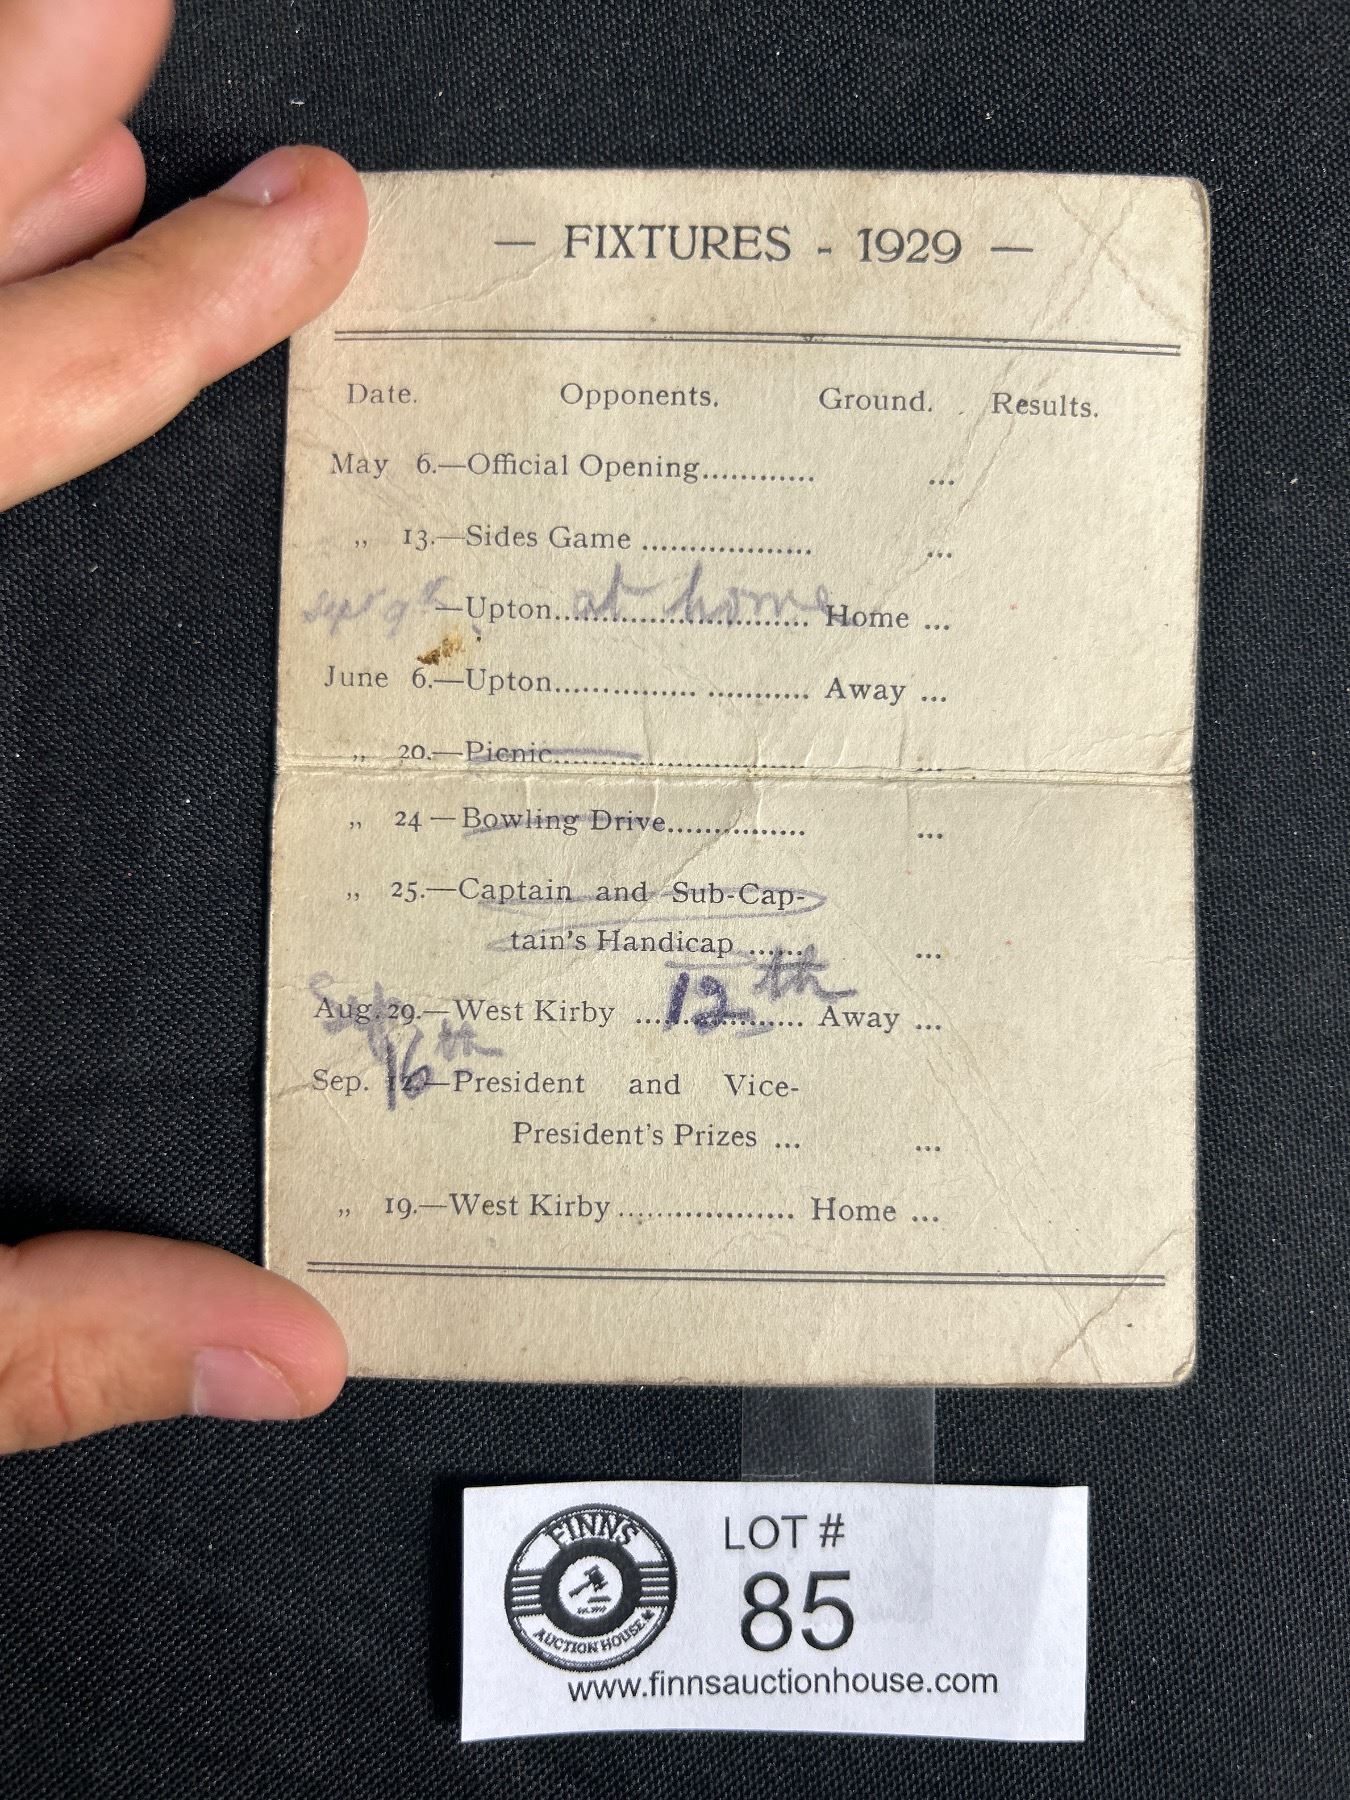 — FIXTURES - 1929 —
Date. Opponents. Ground. Results.
May 6.—Official Opening............ ...
„ 13.—Sides Game .................. ...
sept 9th —Upton.......................... Home ...
at home
June 6.—Upton............... ........... Away ...
„ 20.—Picnic.......................... ...
„ 24—Bowling Drive............... ...
„ 25.—Captain and Sub-Cap-
tain's Handicap ...... ...
Aug. 29.—West Kirby .................. Away ...
Sep 12th
16th
Sep. 12.—President and Vice-
President's Prizes ... ...
„ 19.—West Kirby................... Home ...
FINNS
AUCTION HOUSE
LOT #
85
www.finnsauctionhouse.com